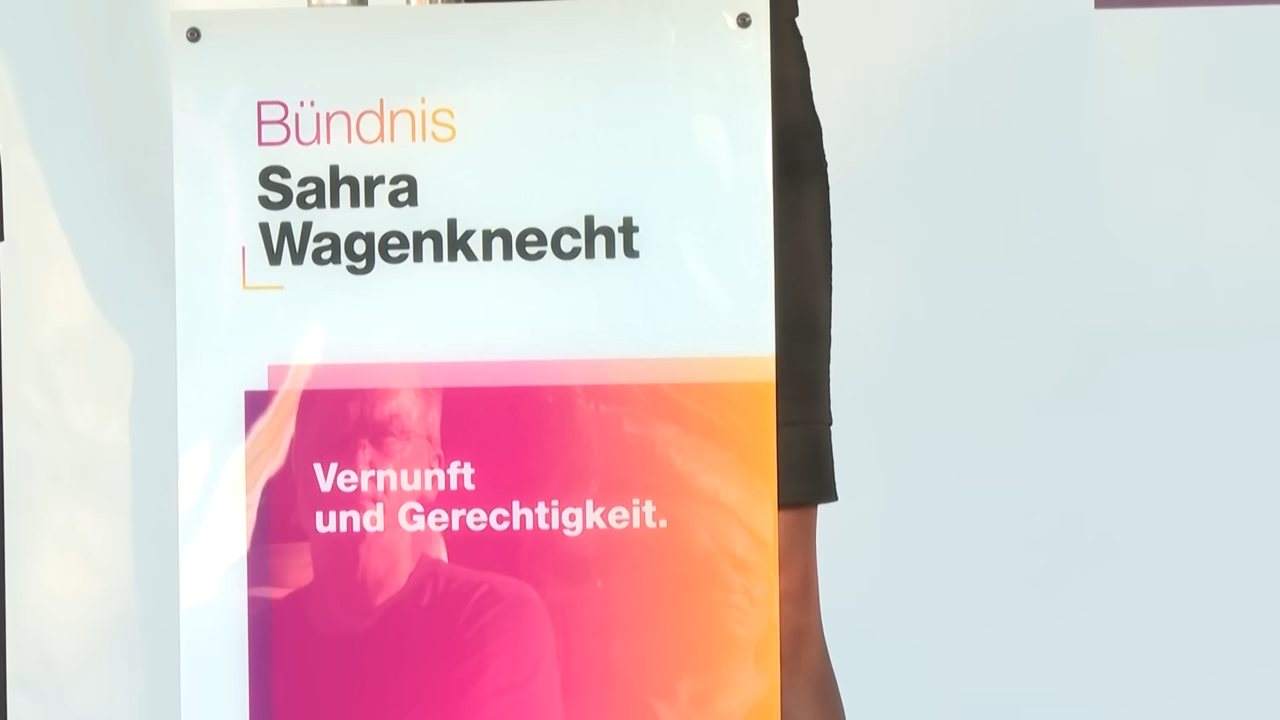 Bündnis
Sahra
Wagenknecht
Vernunft
und Gerechtigkeit.